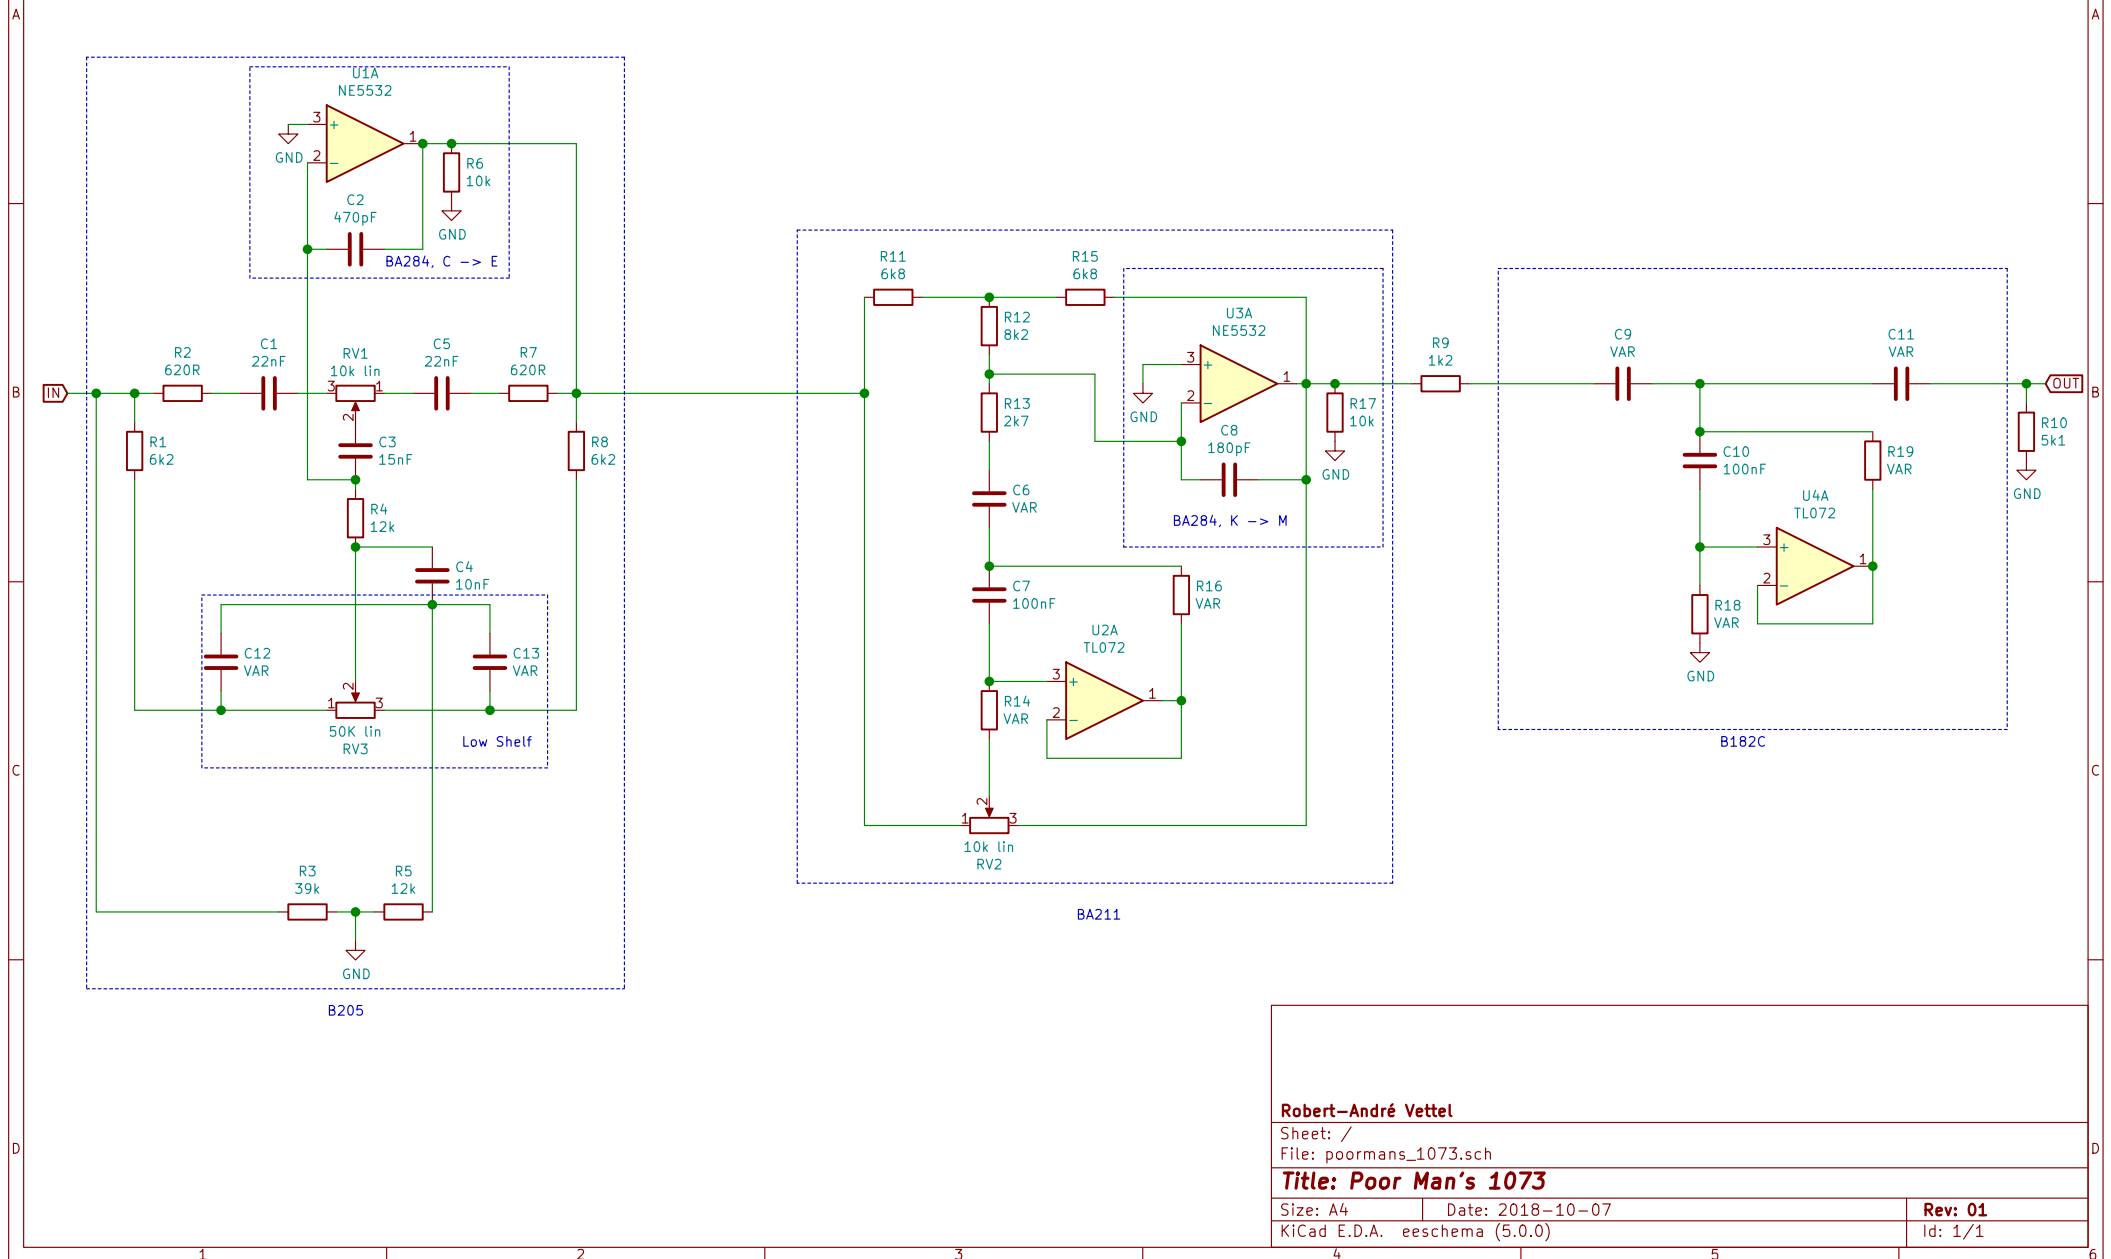 A
A
U1A
NE5532
3
+
1
GND
2
−
R6
10k
C2
470pF
GND
BA284, C -> E
R11
6k8
R15
6k8
R12
8k2
U3A
NE5532
3
+
1
2
−
GND
R9
1k2
C9
VAR
C11
VAR
OUT
B
IN
R2
620R
C1
22nF
RV1
10k lin
3
1
2
C5
22nF
R7
620R
B
R13
2k7
R17
10k
GND
C8
180pF
R10
5k1
GND
R1
6k2
C3
15nF
R8
6k2
R4
12k
C4
10nF
C6
VAR
BA284, K -> M
C10
100nF
R19
VAR
U4A
TL072
3
+
1
2
−
R18
VAR
GND
C7
100nF
R16
VAR
U2A
TL072
3
+
1
2
−
C12
VAR
C13
VAR
2
1
3
50K lin
RV3
Low Shelf
R14
VAR
B182C
C
C
2
1
3
10k lin
RV2
R3
39k
R5
12k
GND
BA211
B205
D
D
Robert-André Vettel
Sheet: /
File: poormans_1073.sch
Title: Poor Man's 1073
Size: A4
Date: 2018-10-07
Rev: 01
KiCad E.D.A.  eeschema (5.0.0)
Id: 1/1
1
2
3
4
5
6